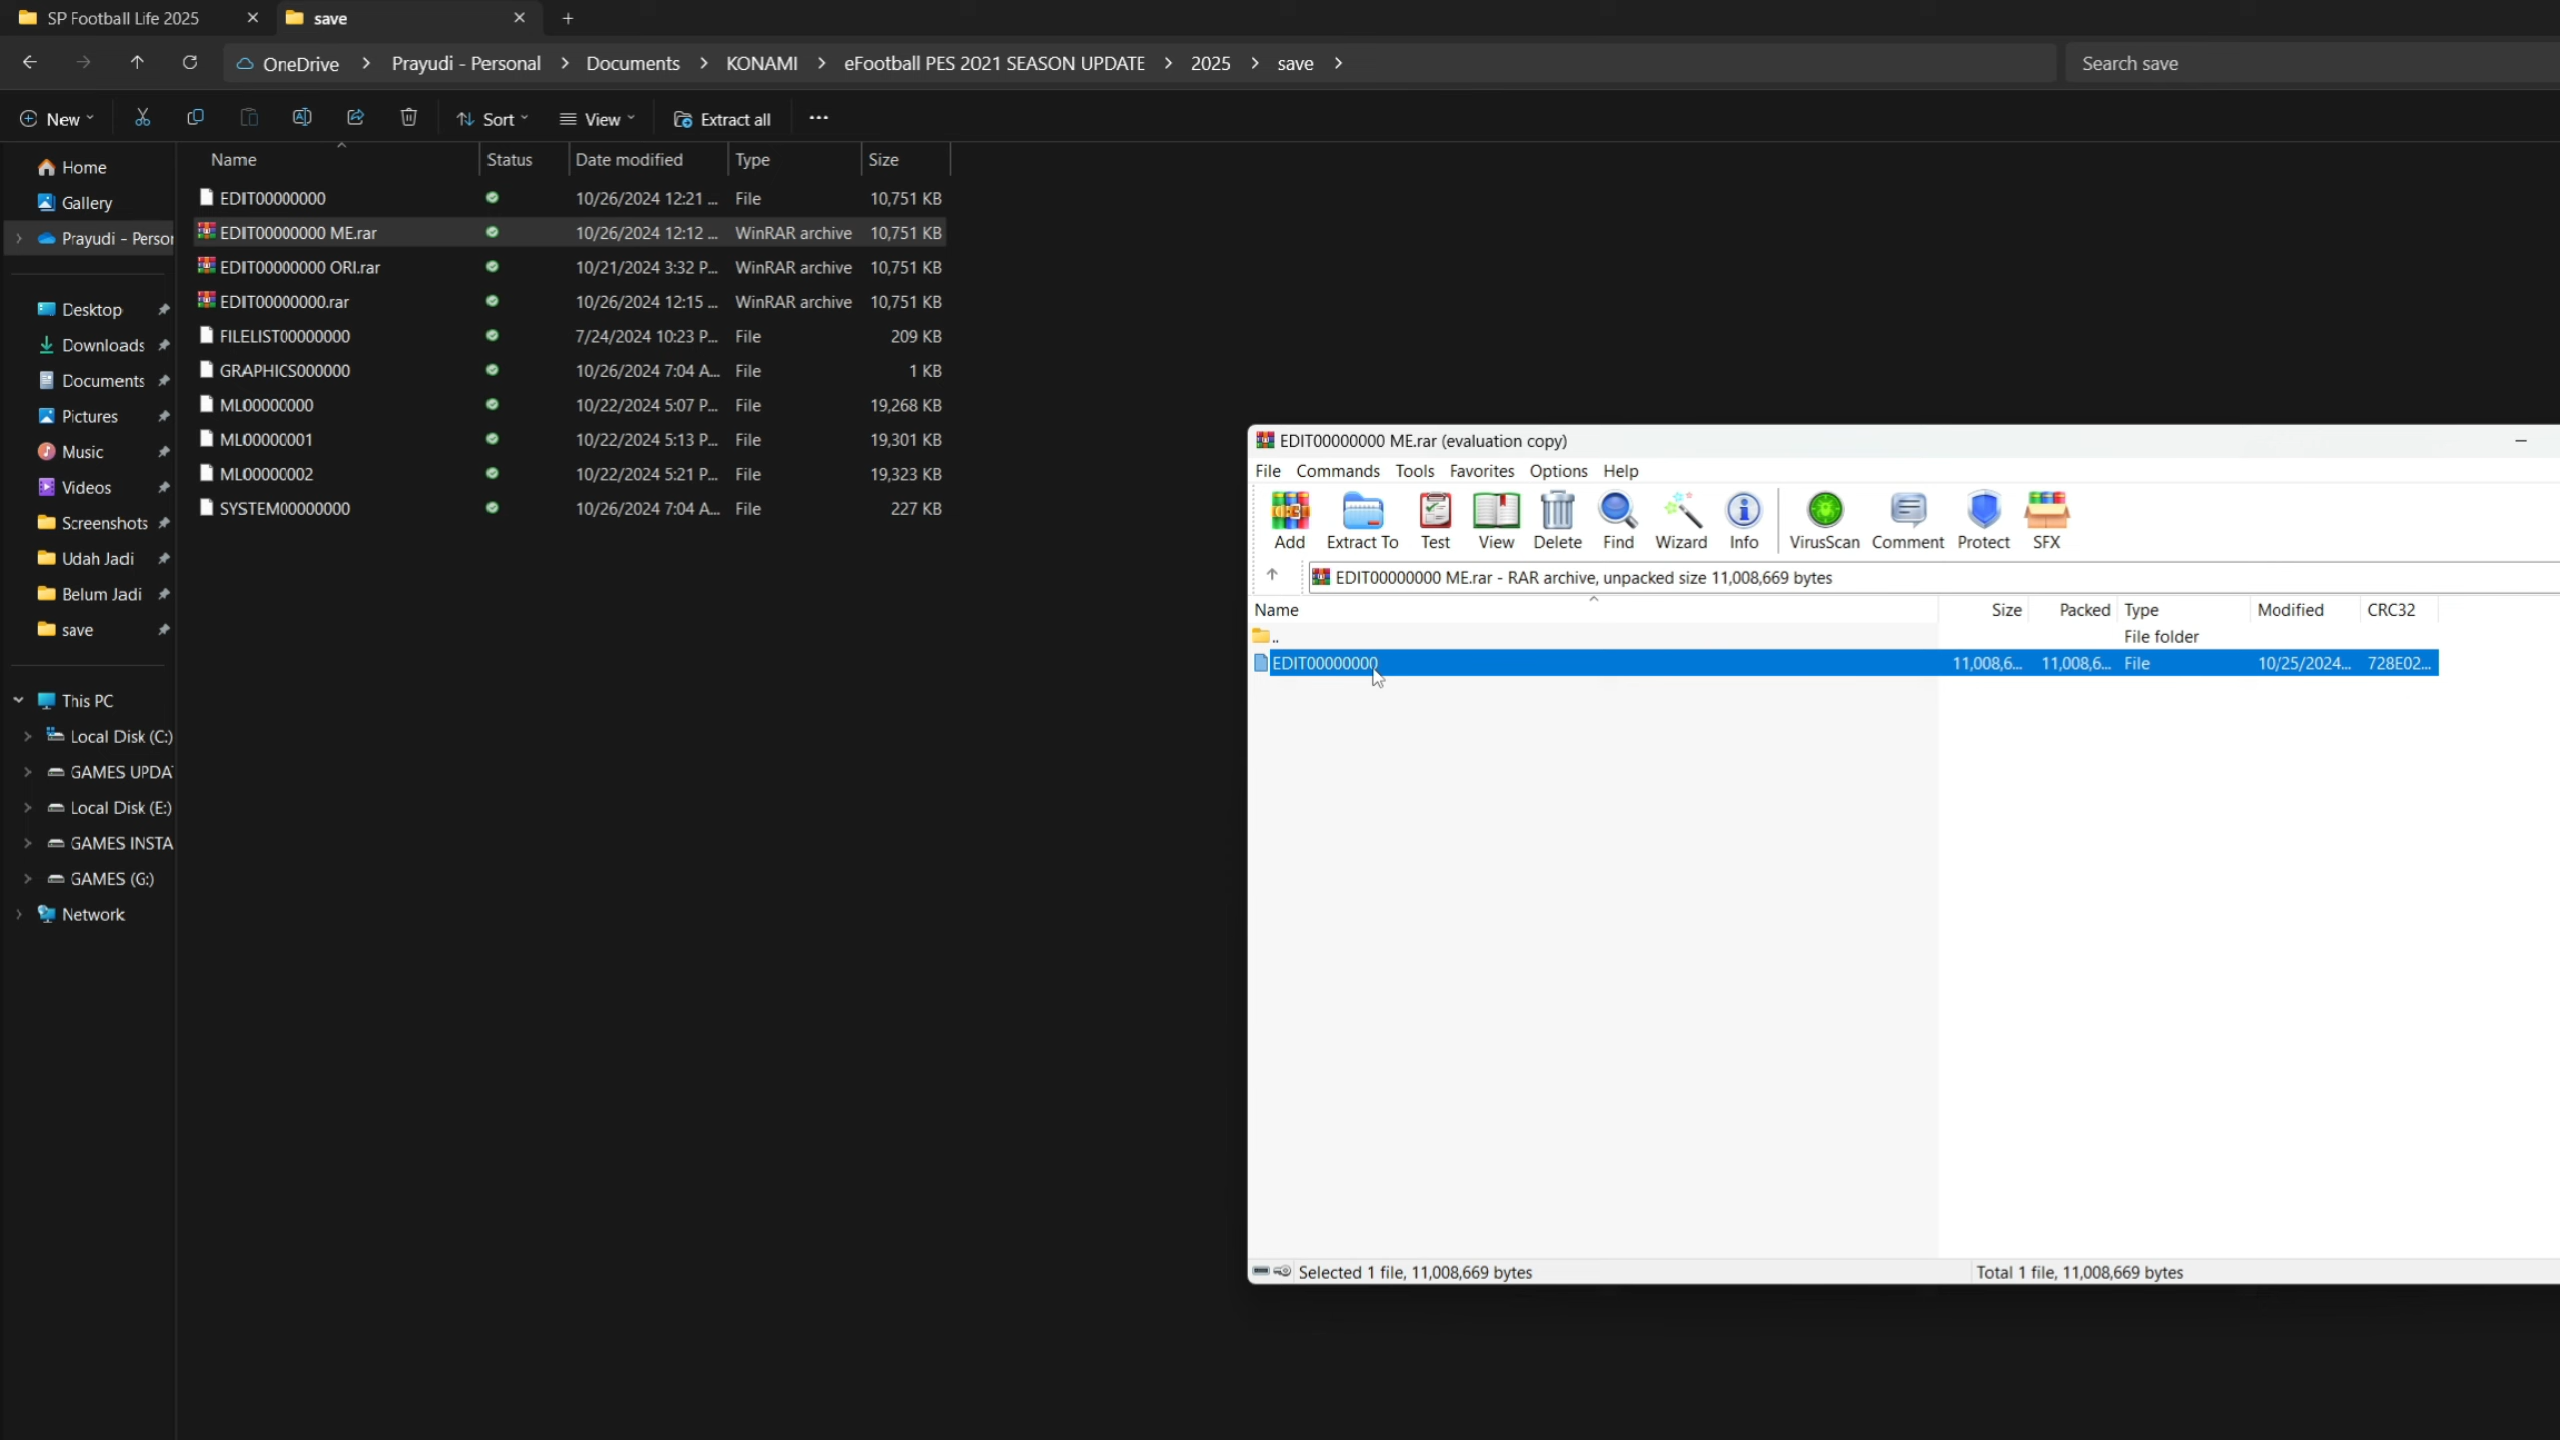 SP Football Life 2025
save
OneDrive > Prayudi - Personal > Documents > KONAMI > eFootball PES 2021 SEASON UPDATE > 2025 > save >
Search save
New
Sort
View
Extract all
Home
Gallery
Prayudi - Persor
Desktop
Downloads
Documents
Pictures
Music
Videos
Screenshots
Udah Jadi
Belum Jadi
save
This PC
Local Disk (C:)
GAMES UPDA
Local Disk (E:)
GAMES INSTA
GAMES (G:)
Network
Name Status Date modified Type Size
EDIT00000000 10/26/2024 12:21 ... File 10,751 KB
EDIT00000000 ME.rar 10/26/2024 12:12 ... WinRAR archive 10,751 KB
EDIT00000000 ORI.rar 10/21/2024 3:32 P... WinRAR archive 10,751 KB
EDIT00000000.rar 10/26/2024 12:15 ... WinRAR archive 10,751 KB
FILELIST00000000 7/24/2024 10:23 P... File 209 KB
GRAPHICS000000 10/26/2024 7:04 A... File 1 KB
ML00000000 10/22/2024 5:07 P... File 19,268 KB
ML00000001 10/22/2024 5:13 P... File 19,301 KB
ML00000002 10/22/2024 5:21 P... File 19,323 KB
SYSTEM00000000 10/26/2024 7:04 A... File 227 KB
EDIT00000000 ME.rar (evaluation copy)
File Commands Tools Favorites Options Help
Add Extract To Test View Delete Find Wizard Info VirusScan Comment Protect SFX
EDIT00000000 ME.rar - RAR archive, unpacked size 11,008,669 bytes
Name Size Packed Type Modified CRC32
.. File folder
EDIT00000000 11,008,6... 11,008,6... File 10/25/2024... 728E02...
Selected 1 file, 11,008,669 bytes
Total 1 file, 11,008,669 bytes